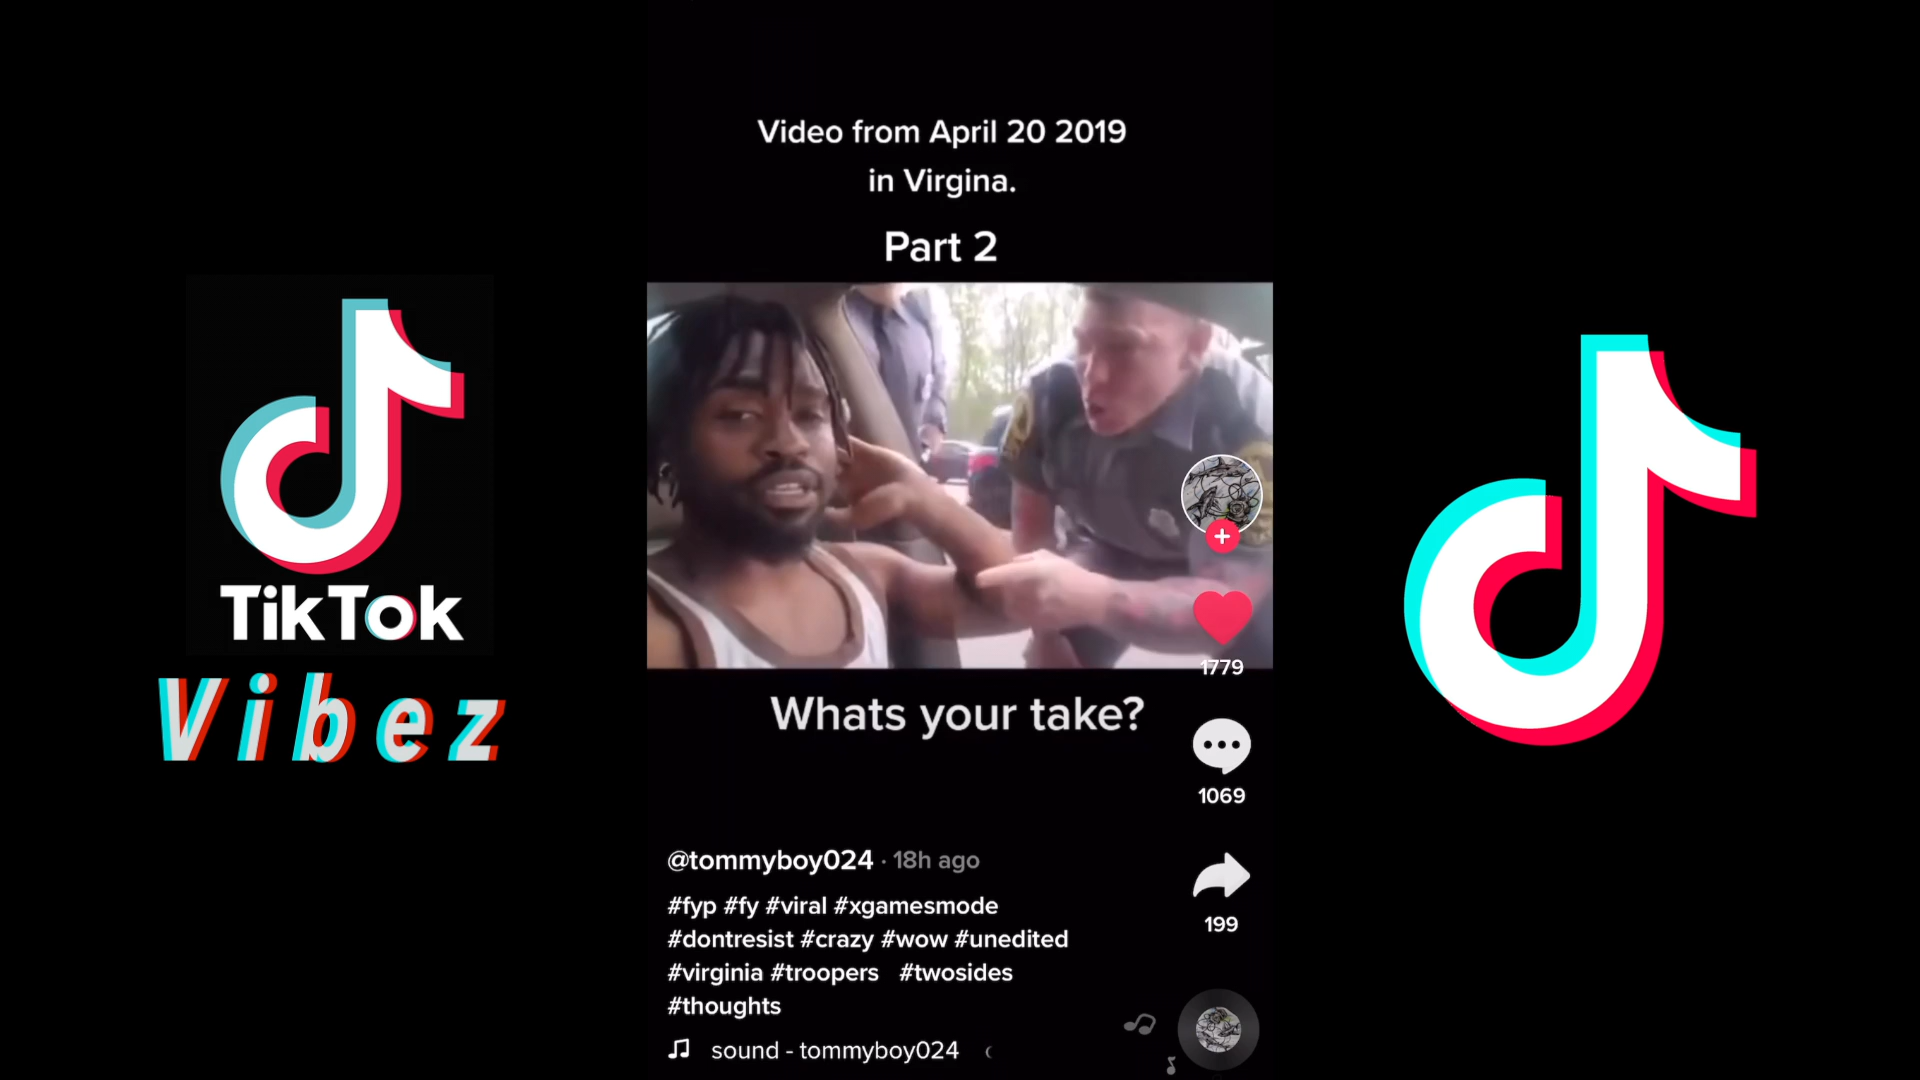 Video from April 20 2019
in Virgina.
Part 2
TikTok
Vibez
1779
Whats your take?
1069
@tommyboy024 · 18h ago
199
#fyp #fy #viral #xgamesmode
#dontresist #crazy #wow #unedited
#virginia #troopers #twosides
#thoughts
sound - tommyboy024